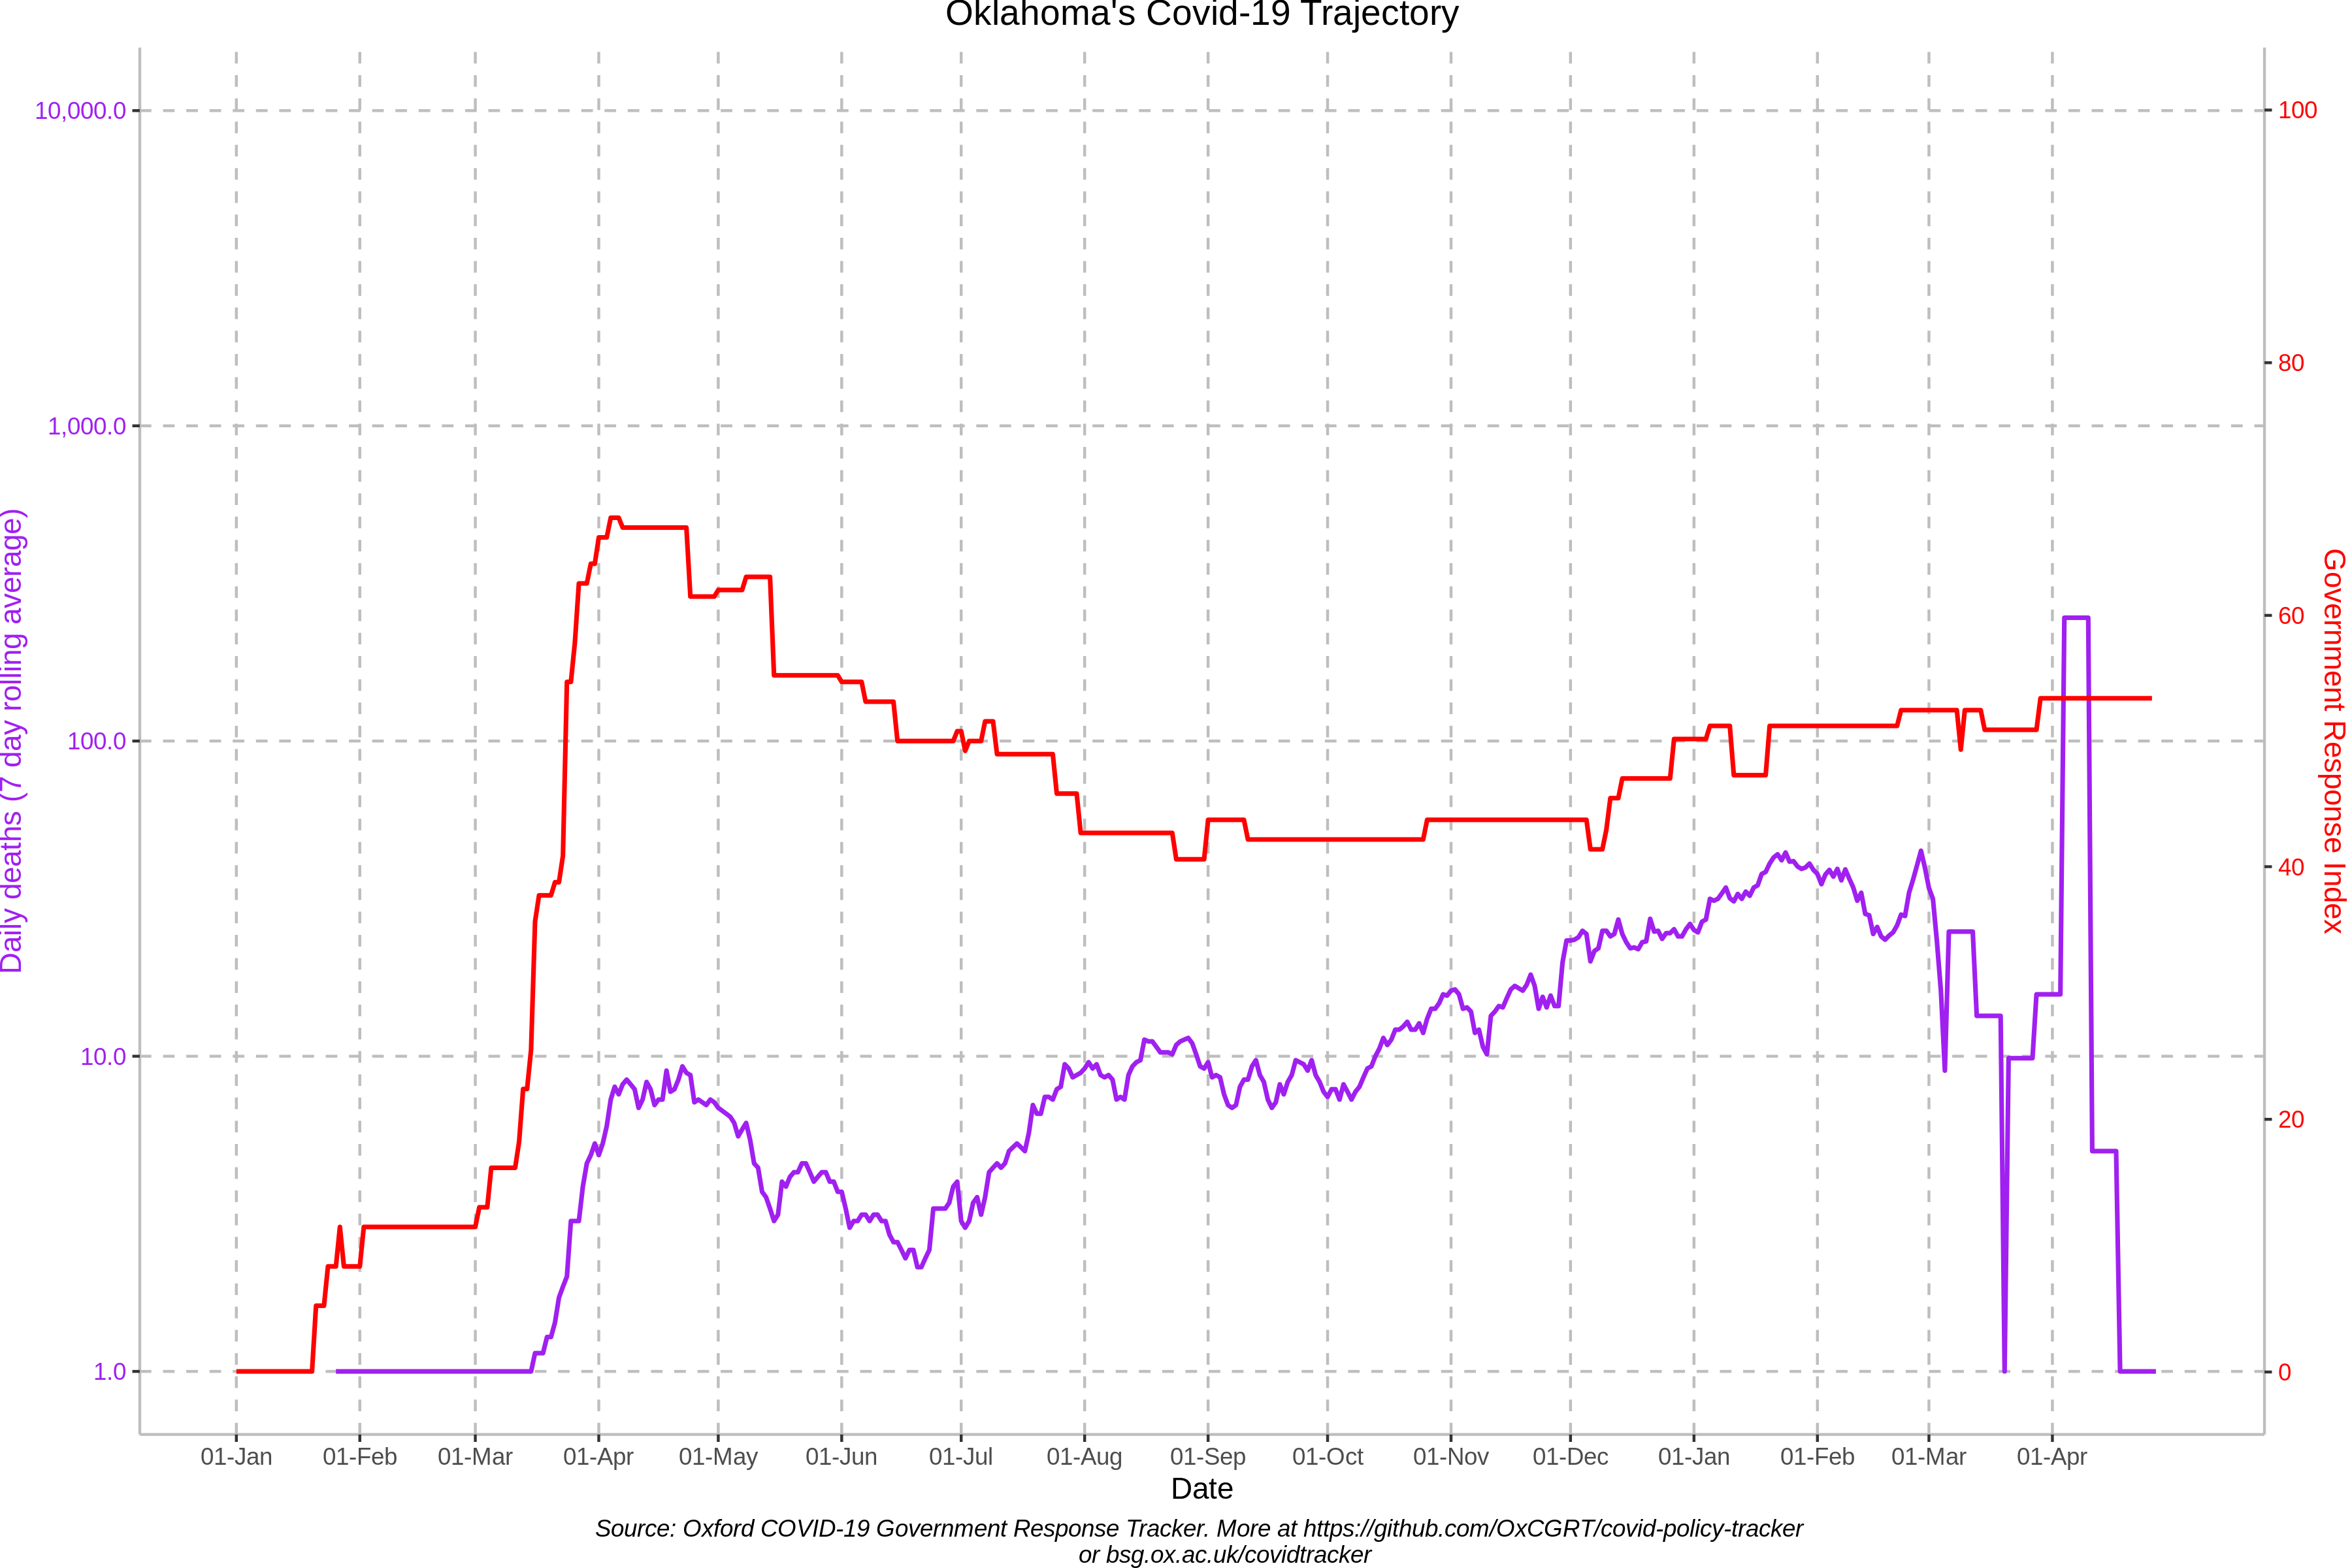 Oklahoma's Covid-19 Trajectory
10,000.0
1,000.0
100.0
10.0
1.0
Daily deaths (7 day rolling average)
100
80
60
40
20
0
Government Response Index
01-Jan 01-Feb 01-Mar 01-Apr 01-May 01-Jun 01-Jul 01-Aug 01-Sep 01-Oct 01-Nov 01-Dec 01-Jan 01-Feb 01-Mar 01-Apr
Date
Source: Oxford COVID-19 Government Response Tracker. More at https://github.com/OxCGRT/covid-policy-tracker
or bsg.ox.ac.uk/covidtracker